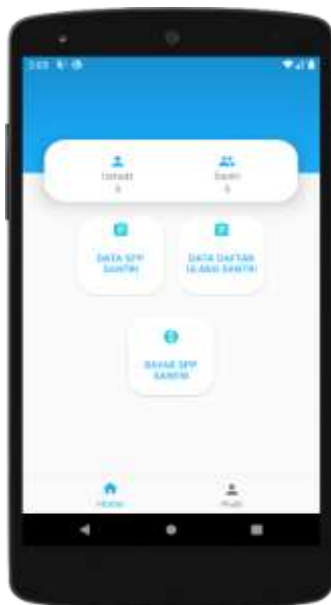 Ustadz
Santri
DATA SPP
SANTRI
DATA DAFTAR
ULANG SANTRI
BAYAR SPP
SANTRI
Home
Profil